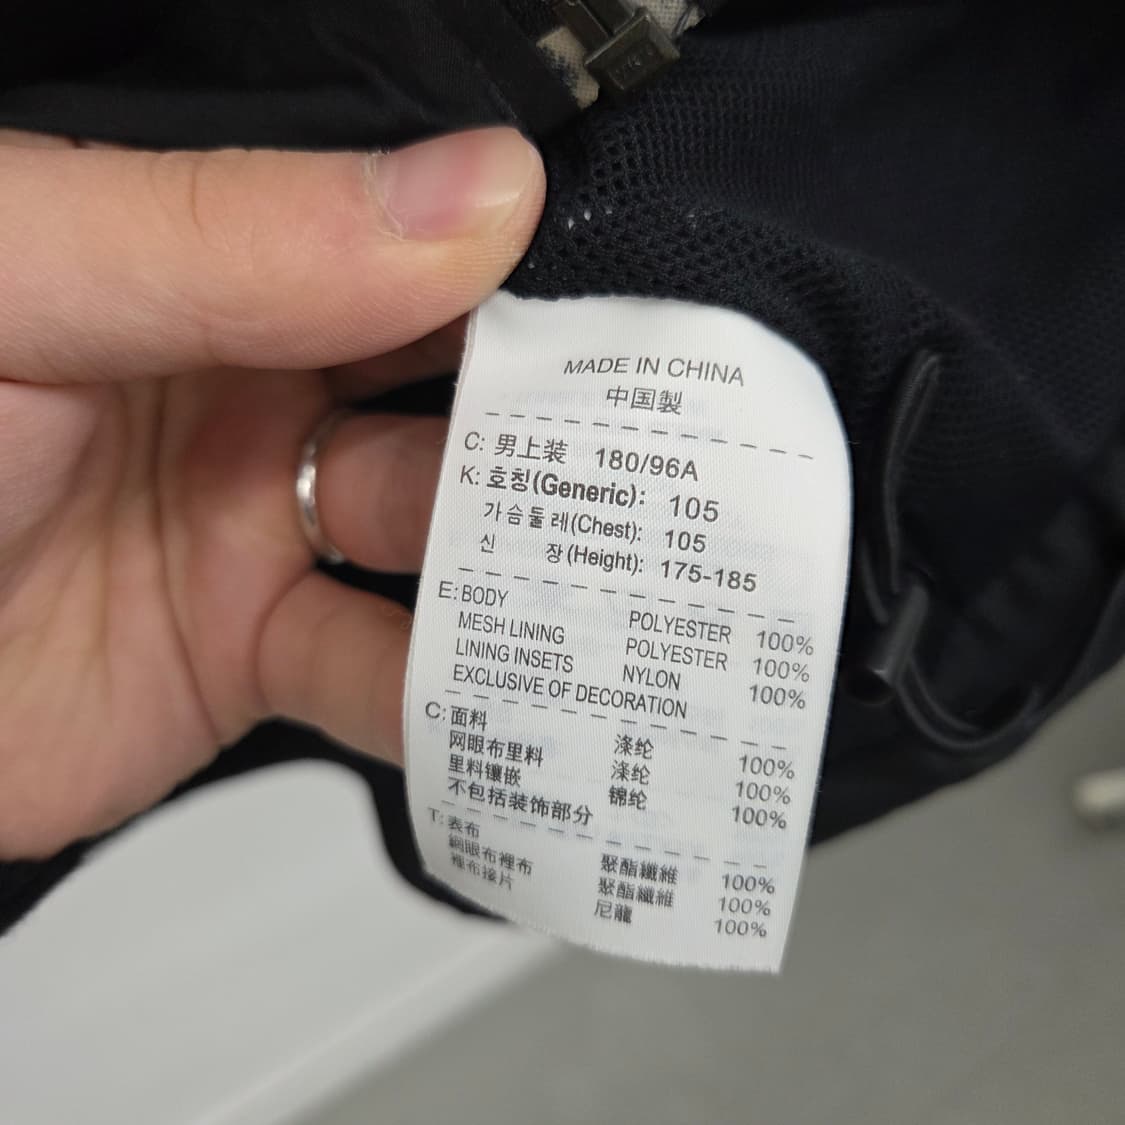 MADE IN CHINA
中国製
C: 男上装 180/96A
K: 호칭(Generic): 105
가슴둘레(Chest): 105
신 장(Height): 175-185
E: BODY POLYESTER 100%
MESH LINING POLYESTER 100%
LINING INSETS NYLON 100%
EXCLUSIVE OF DECORATION
C: 面料 涤纶 100%
网眼布里料 涤纶 100%
里料镶嵌 锦纶 100%
不包括装饰部分
T: 表布 聚酯纖維 100%
網眼布裡布 聚酯纖維 100%
裡布接片 尼龍 100%